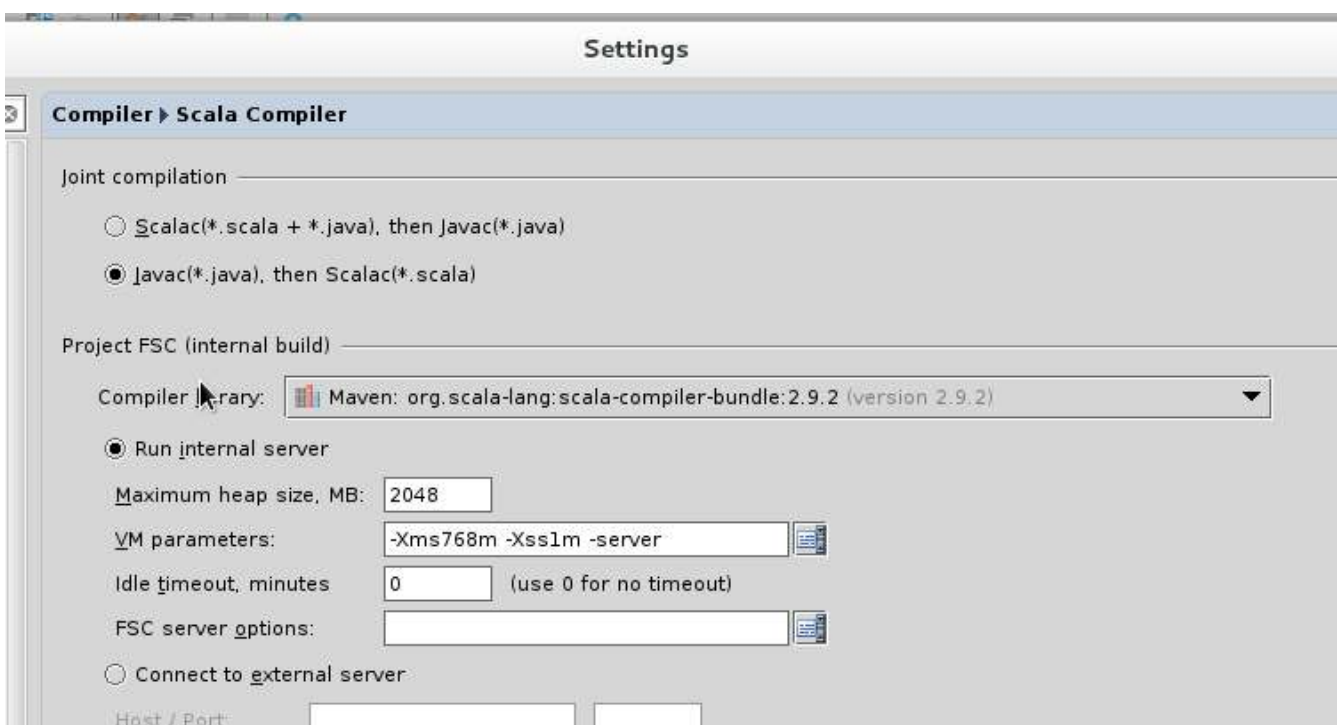 Settings
Compiler Scala Compiler
Joint compilation
Scalac(*.scala + *.java), then Javac(*.java)
Javac(*.java), then Scalac(*.scala)
Project FSC (internal build)
Compiler Maven: org.scala-lang:scala-compiler-bundle:2.9.2 (version 2.9.2)
Run internal server
Maximum heap size, MB: 2048
VM parameters: -Xms768m -Xss1m -server
Idle timeout, minutes 0 (use 0 for no timeout)
FSC server options:
Connect to external server
Host / Port: